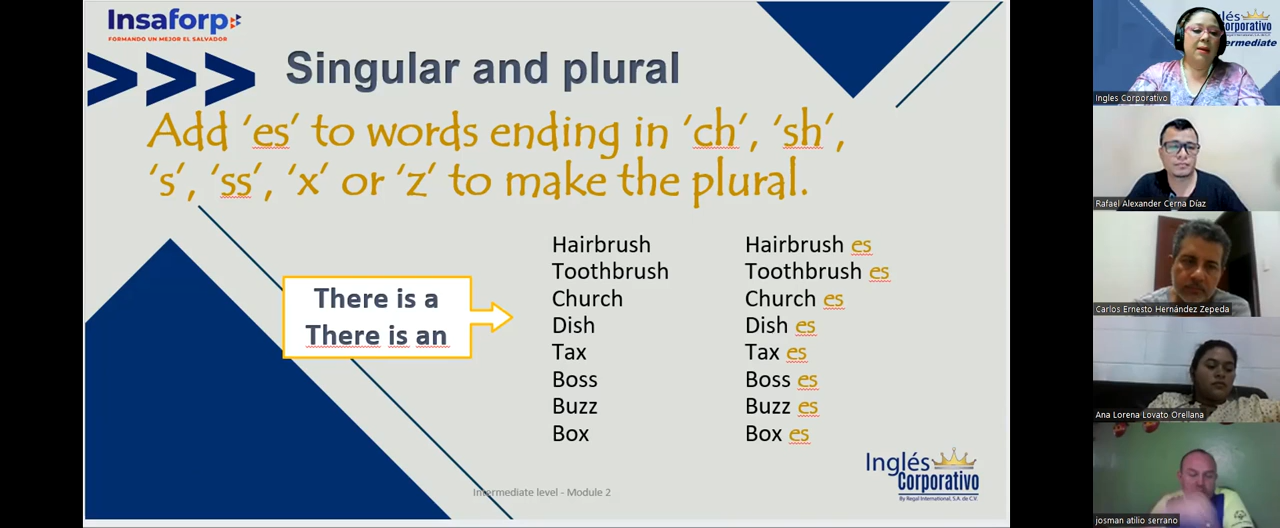 Insaforp
FORMANDO UN MEJOR EL SALVADOR
Singular and plural
Add ‘es’ to words ending in ‘ch’, ‘sh’,
‘s’, ‘ss’, ‘x’ or ‘z’ to make the plural.
There is a
There is an
Hairbrush Hairbrush es
Toothbrush Toothbrush es
Church Church es
Dish Dish es
Tax Tax es
Boss Boss es
Buzz Buzz es
Box Box es
Intermediate level - Module 2
Inglés
Corporativo
By Regal International, S.A. de C.V.
Inglés
Corporativo
Ingles Corporativo
Rafael Alexander Cerna Díaz
Carlos Ernesto Hernández Zepeda
Ana Lorena Lovato Orellana
josman atilio serrano